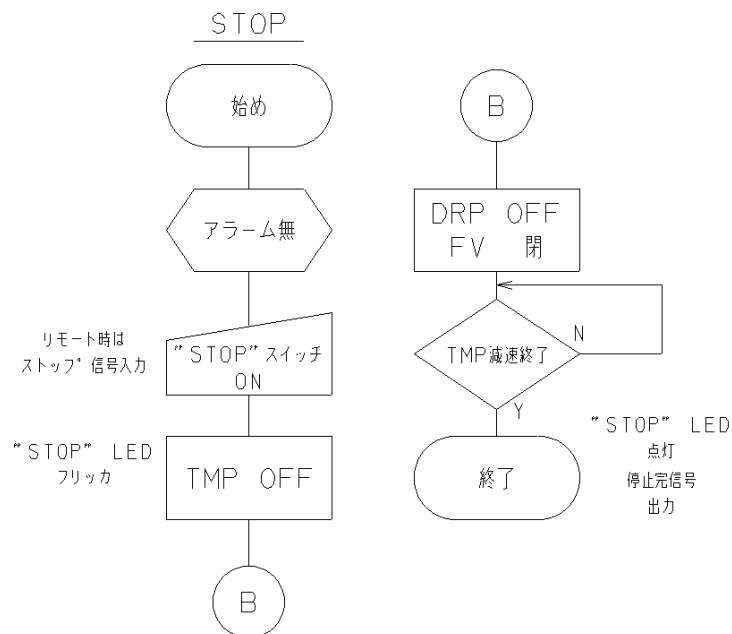 STOP
始め
アラーム無
リモート時は
ストップ信号入力
"STOP"スイッチ
ON
"STOP" LED
フリッカ
TMP OFF
B
B
DRP OFF
FV 閉
N
TMP減速終了
Y
終了
"STOP" LED
点灯
停止完信号
出力